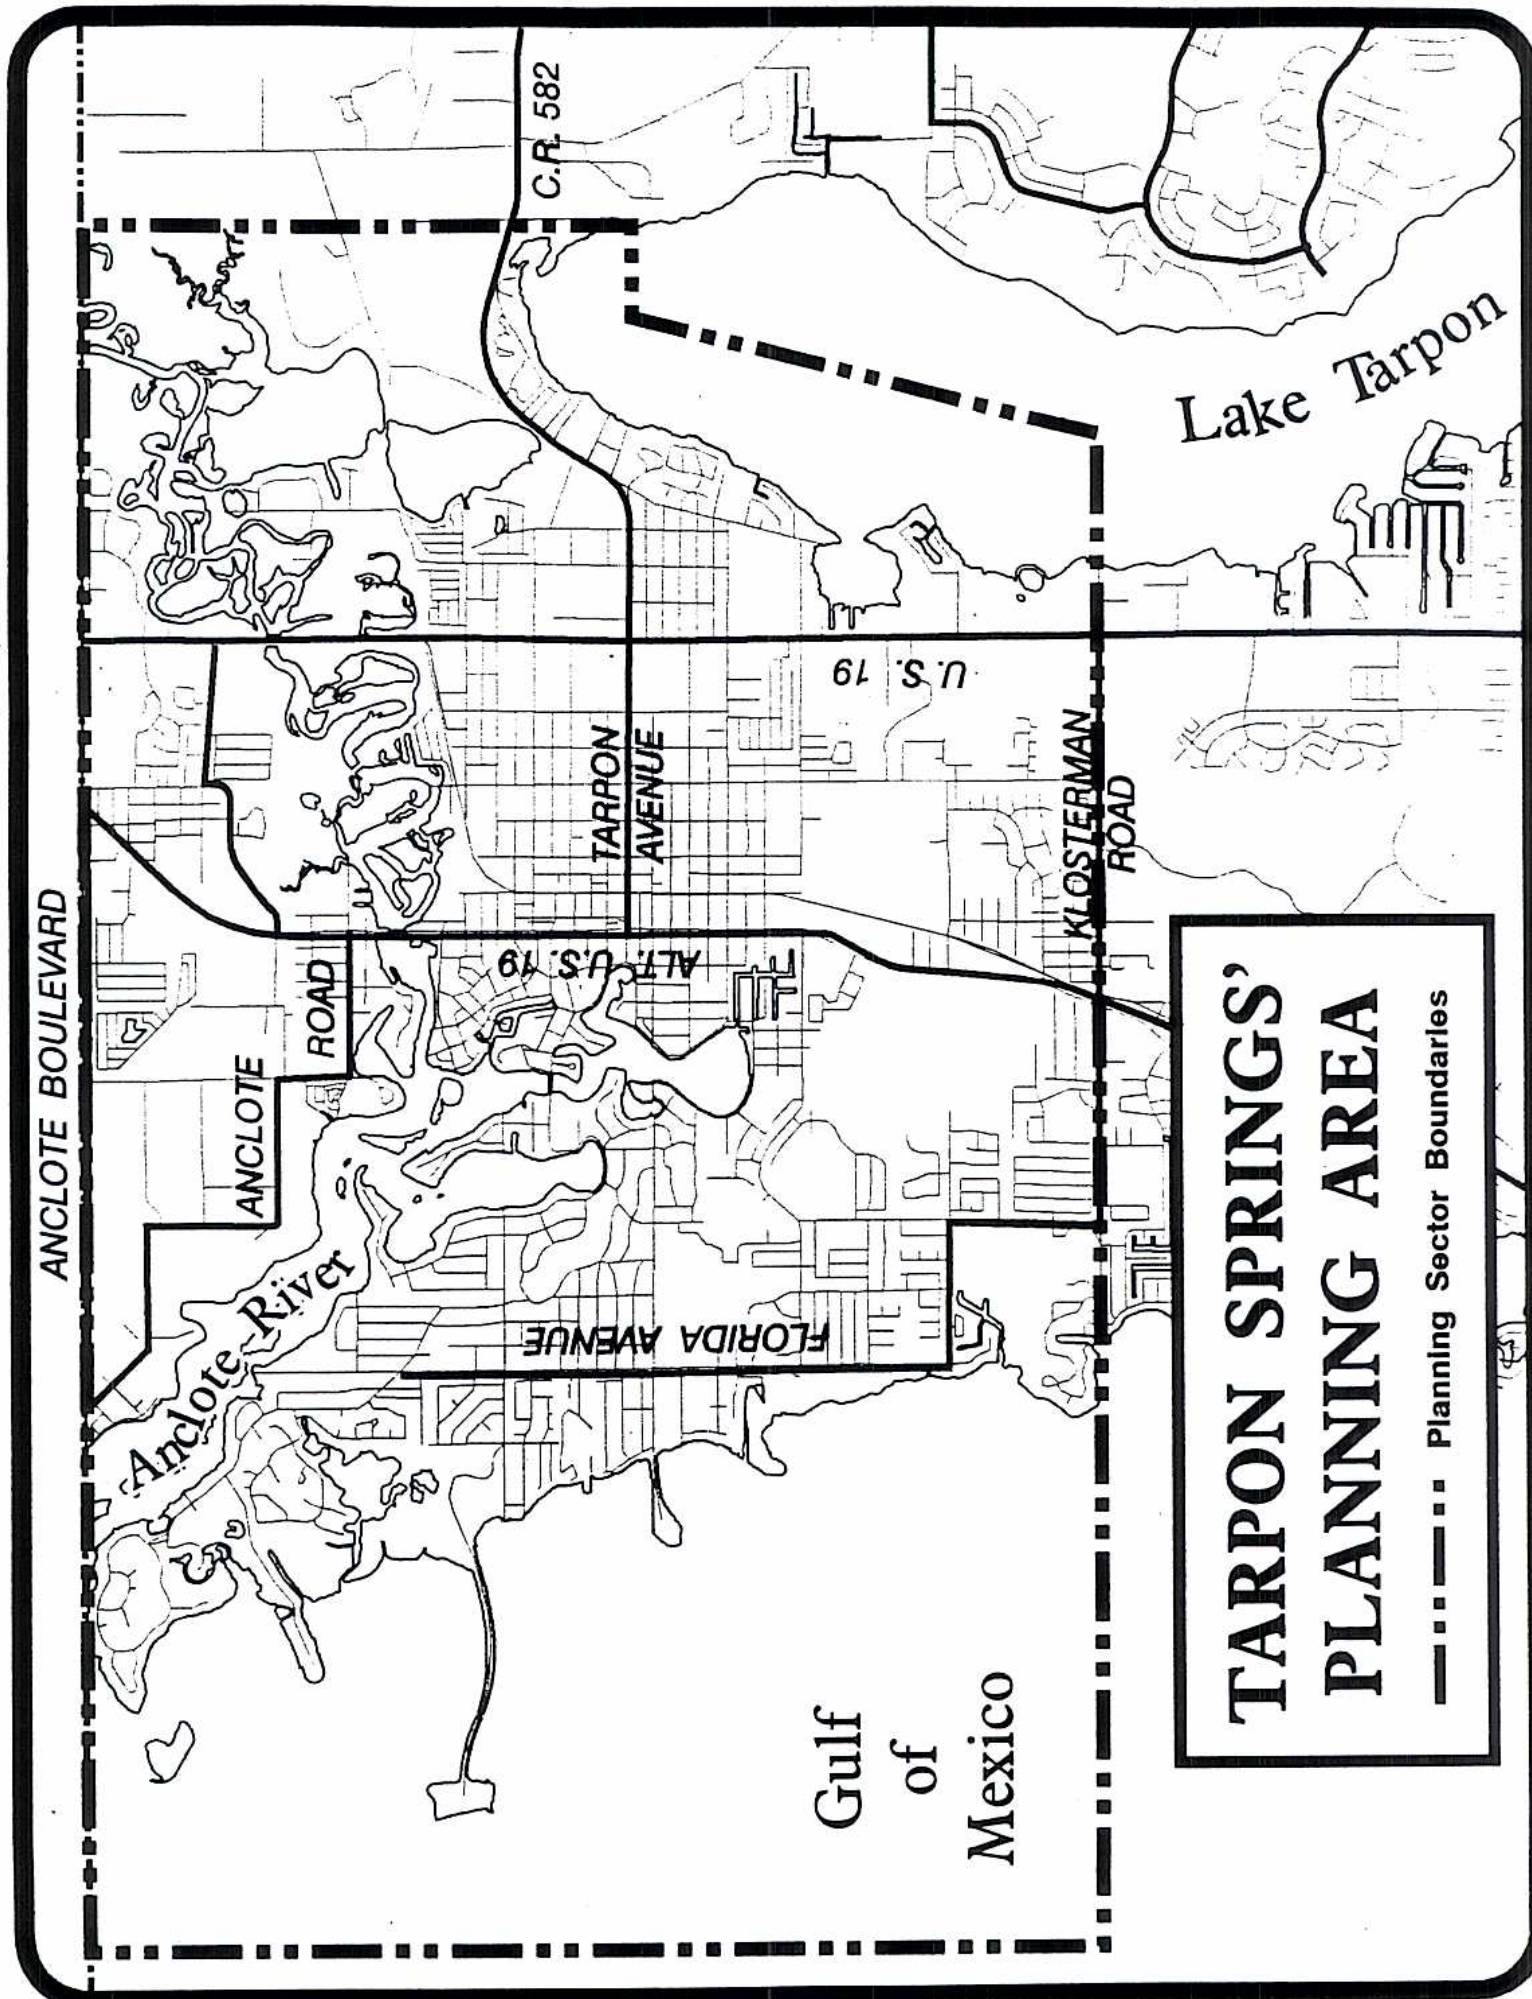 ANCLOTE BOULEVARD
C.R. 582
ANCLOTE
ROAD
Anclote River
TARPON
AVENUE
ALT. U.S. 19
U.S. 19
FLORIDA AVENUE
KLOSTERMAN
ROAD
Lake Tarpon
Gulf
of
Mexico
TARPON SPRINGS'
PLANNING AREA
Planning Sector Boundaries